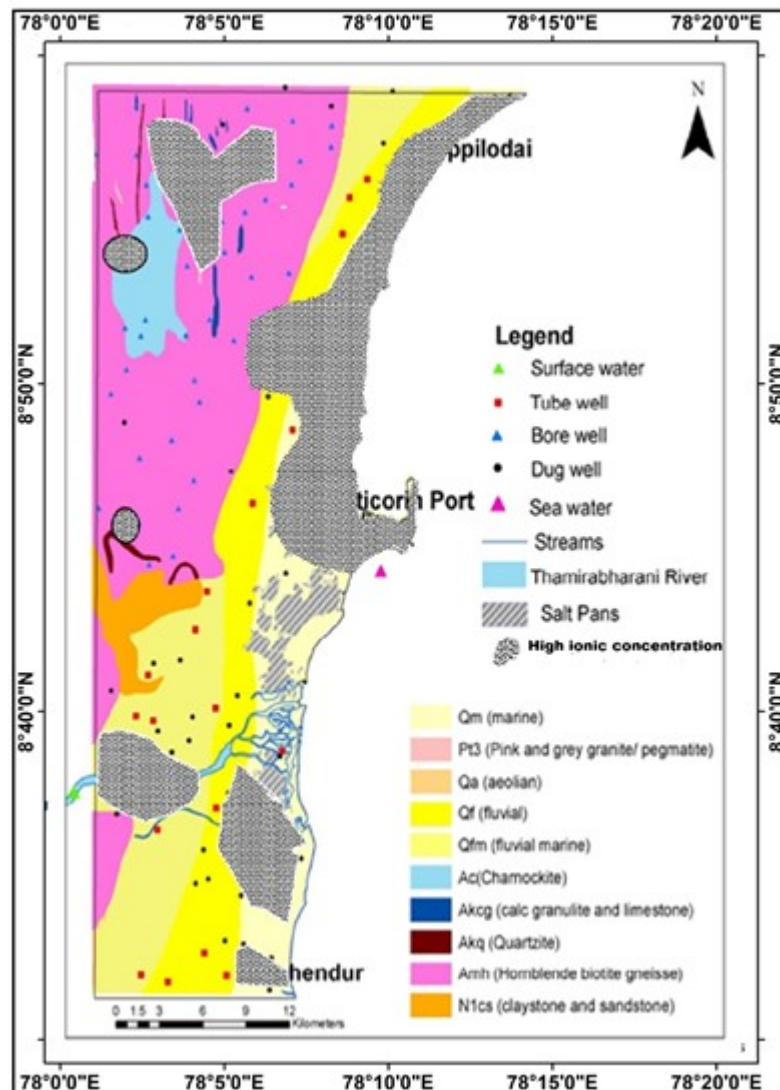 78°0'0"E 78°5'0"E 78°10'0"E 78°15'0"E 78°20'0"E
N
ppilodai
8°50'0"N
8°50'0"N
Legend
Surface water
Tube well
Bore well
Dug well
Sea water
Streams
Thamirabharani River
Salt Pans
High ionic concentration
ticorin Port
8°40'0"N
8°40'0"N
Qm (marine)
Pt3 (Pink and grey granite/ pegmatite)
Qa (aeolian)
Qf (fluvial)
Qfm (fluvial marine)
Ac(Charnockite)
Akcg (calc granulite and limestone)
Akq (Quartzite)
Amh (Hornblende biotite gneisse)
N1cs (claystone and sandstone)
hendur
0 1.5 3 6 9 12
Kilometers
78°0'0"E 78°5'0"E 78°10'0"E 78°15'0"E 78°20'0"E